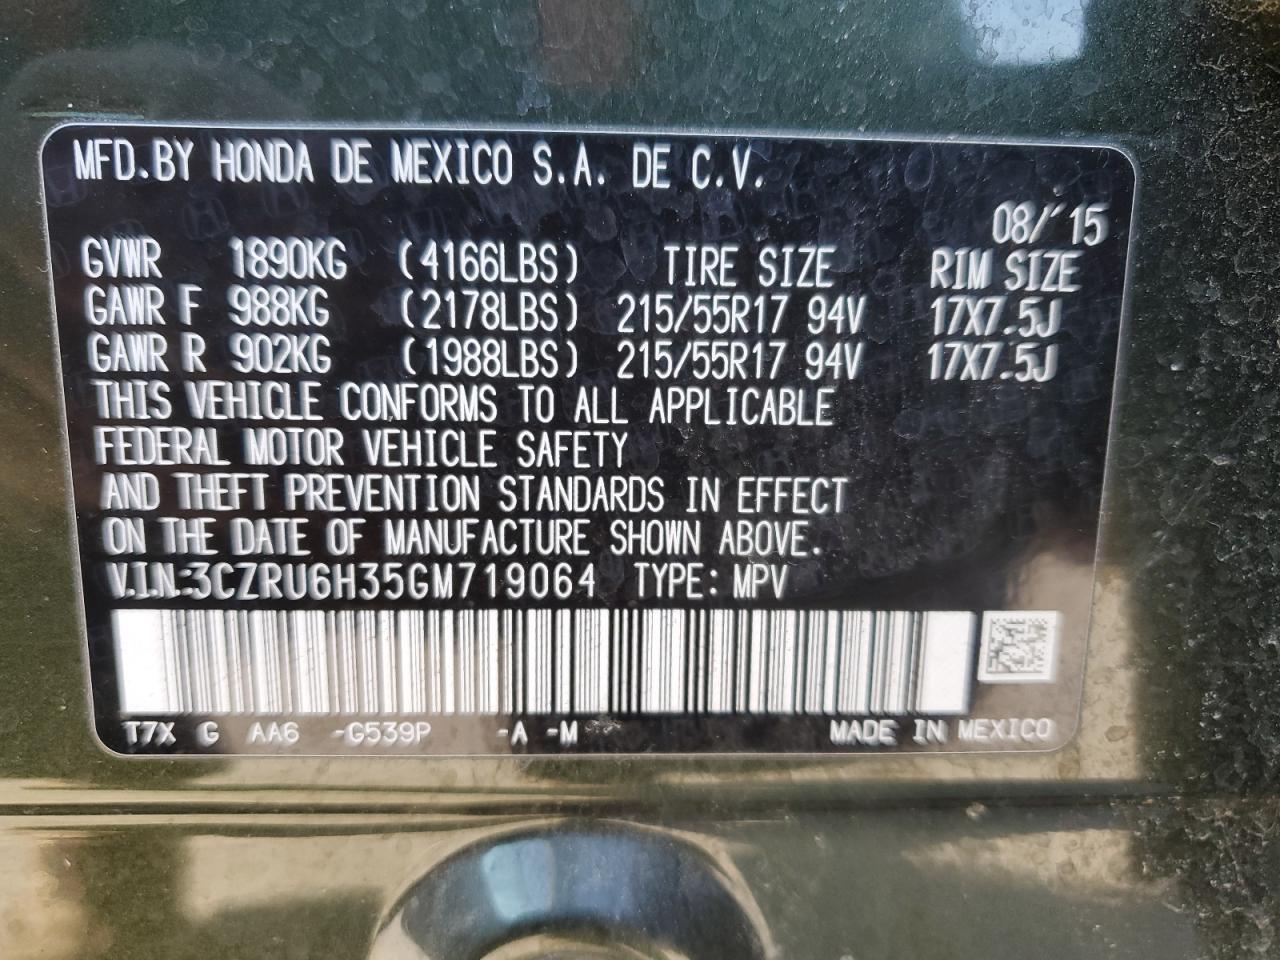 MFD.BY HONDA DE MEXICO S.A. DE C.V.
08/'15
GVWR 1890KG (4166LBS) TIRE SIZE RIM SIZE
GAWR F 988KG (2178LBS) 215/55R17 94V 17X7.5J
GAWR R 902KG (1988LBS) 215/55R17 94V 17X7.5J
THIS VEHICLE CONFORMS TO ALL APPLICABLE
FEDERAL MOTOR VEHICLE SAFETY
AND THEFT PREVENTION STANDARDS IN EFFECT
ON THE DATE OF MANUFACTURE SHOWN ABOVE.
V.I.N.:3CZRU6H35GM719064 TYPE: MPV
T7X G AA6 -G539P -A -M MADE IN MEXICO